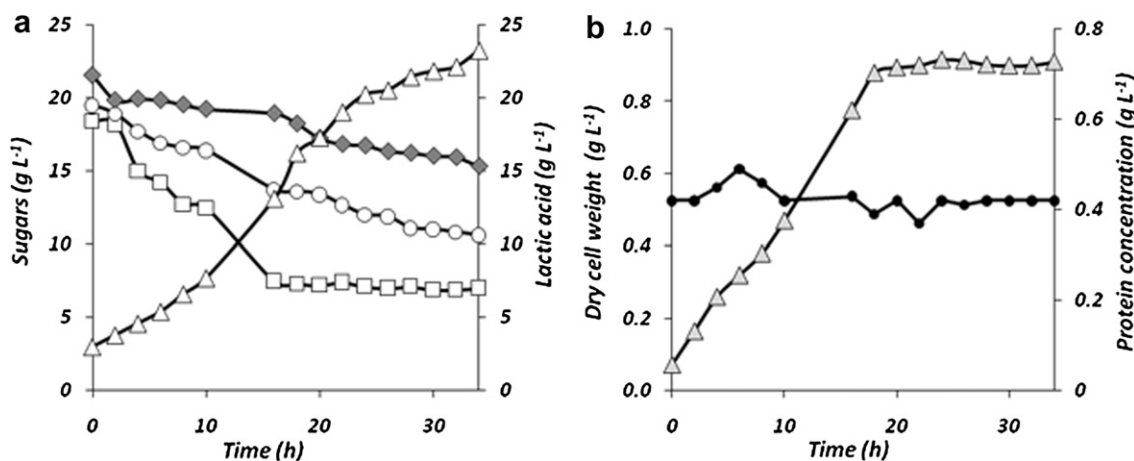 a
25
20
15
10
5
0
Sugars (g L-1)
25
20
15
10
5
0
Lactic acid (g L-1)
0 10 20 30
Time (h)
b
1.0
0.8
0.6
0.4
0.2
0.0
Dry cell weight (g L-1)
0.8
0.6
0.4
0.2
0
Protein concentration (g L-1)
0 10 20 30
Time (h)